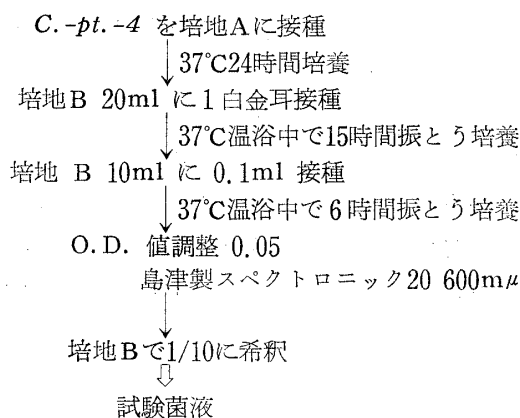 C.-pt.-4 を培地Aに接種
37℃24時間培養
培地B 20ml に1白金耳接種
37℃温浴中で15時間振とう培養
培地 B 10ml に 0.1ml 接種
37℃温浴中で6時間振とう培養
O.D. 値調整 0.05
島津製スペクトロニック20 600mμ
培地Bで1/10に希釈
試験菌液